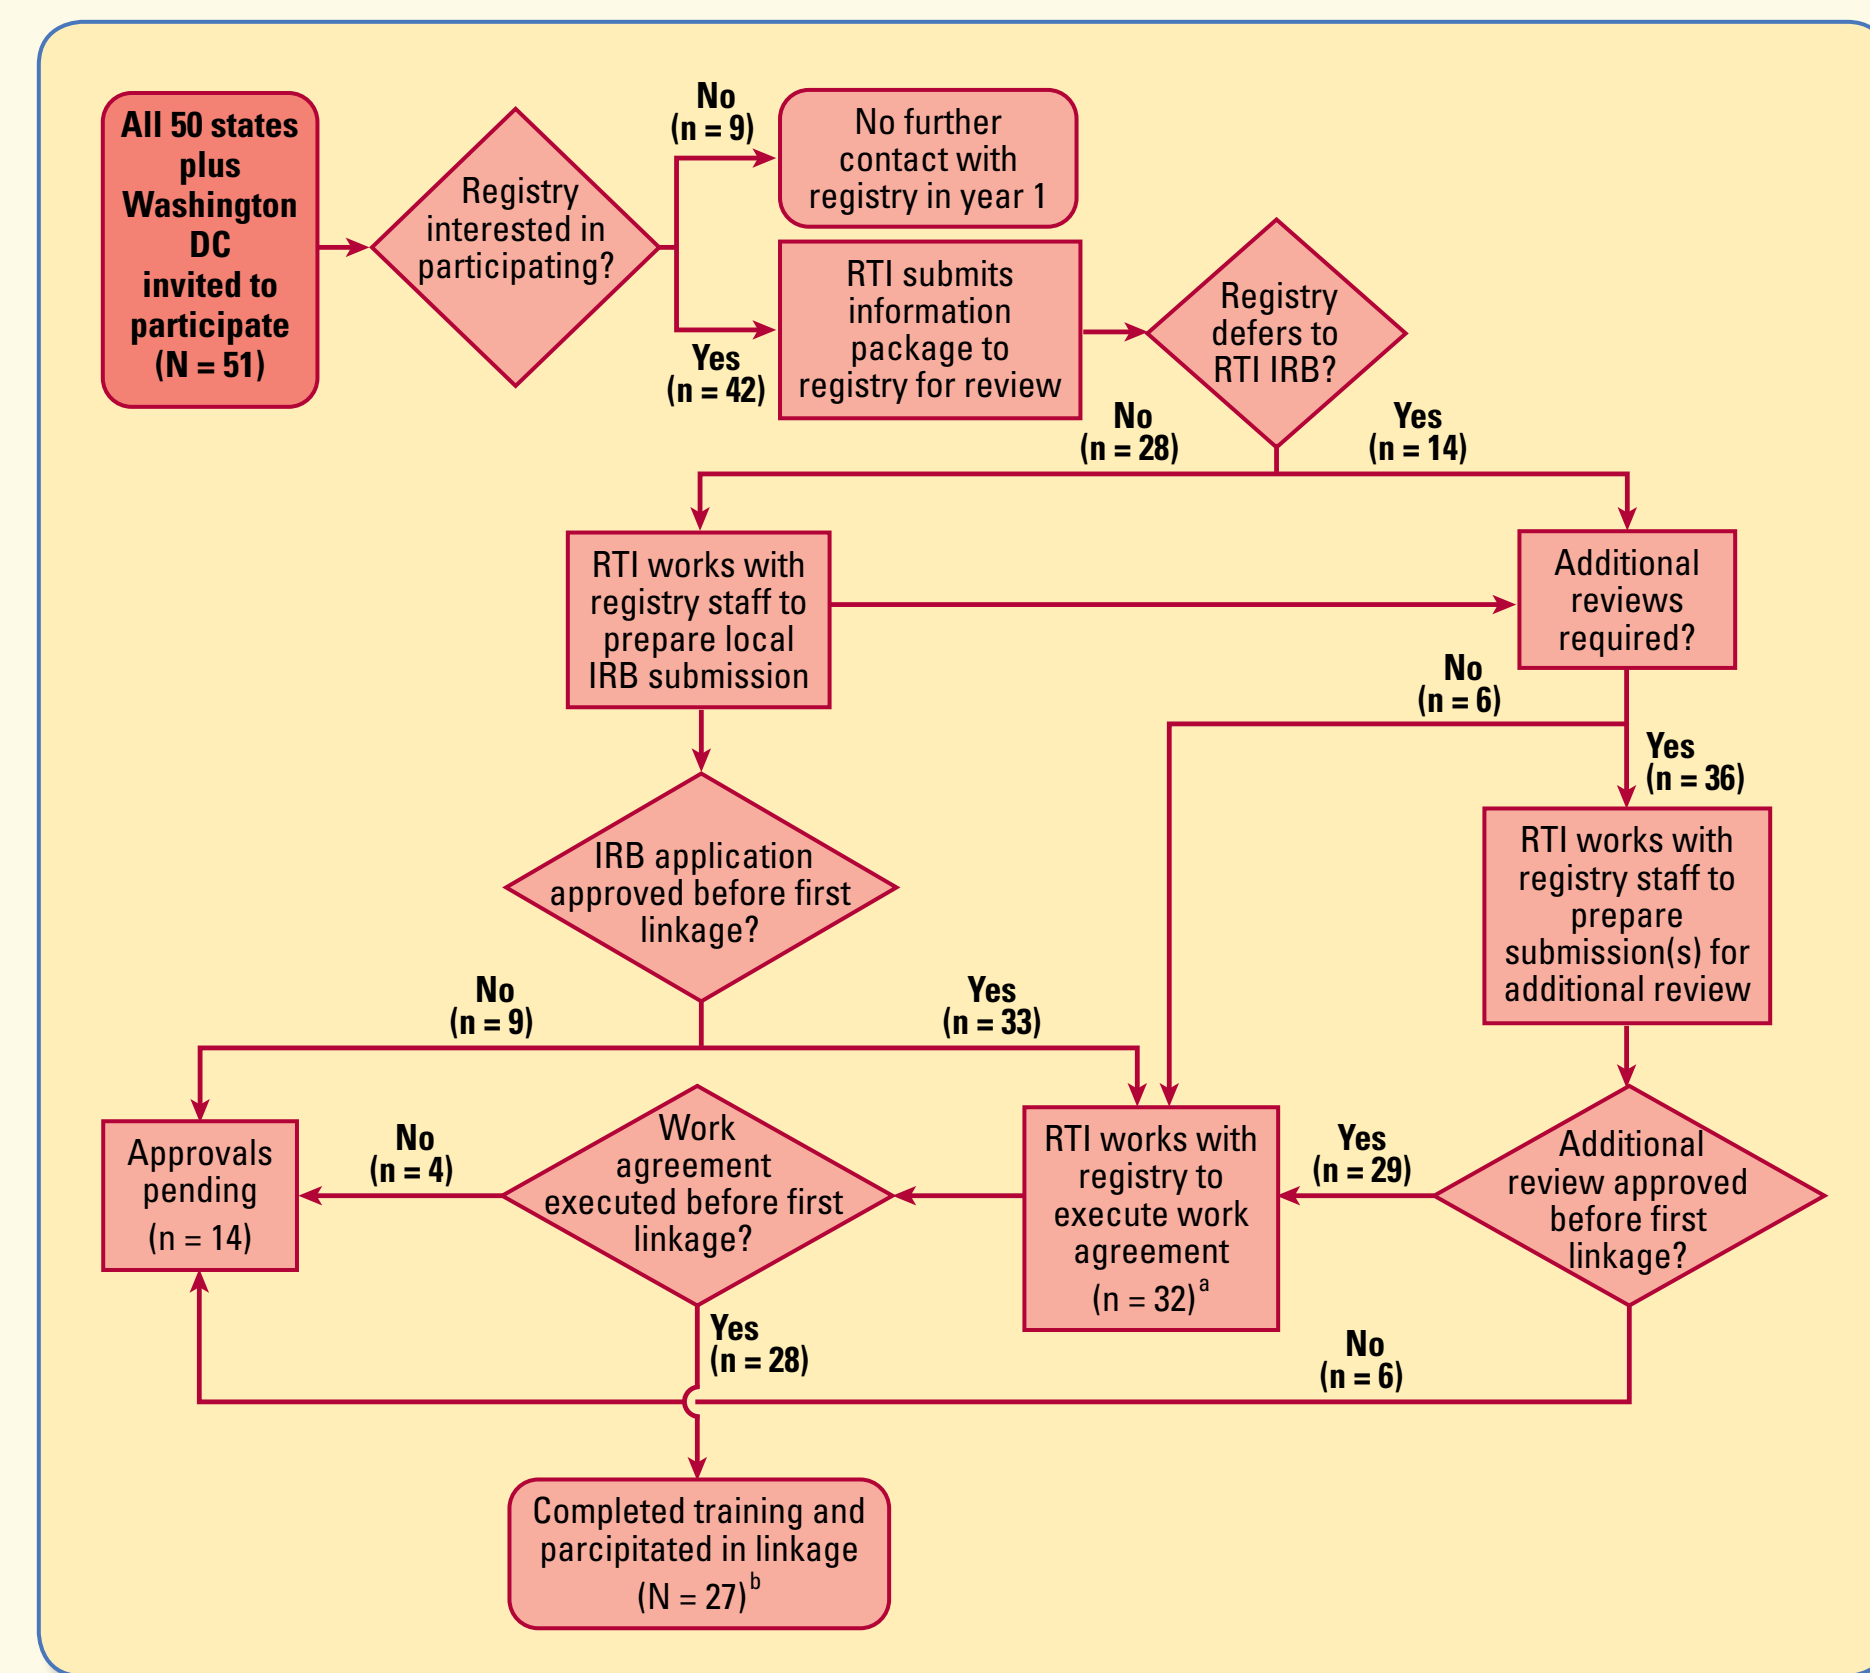 All 50 states
plus
Washington
DC
invited to
participate
(N = 51)
Registry
interested in
participating?
No
(n = 9)
No further
contact with
registry in year 1
Yes
(n = 42)
RTI submits
information
package to
registry for review
Registry
defers to
RTI IRB?
No
(n = 28)
Yes
(n = 14)
RTI works with
registry staff to
prepare local
IRB submission
Additional
reviews
required?
No
(n = 6)
Yes
(n = 36)
IRB application
approved before first
linkage?
RTI works with
registry staff to
prepare
submission(s) for
additional review
No
(n = 9)
Yes
(n = 33)
Approvals
pending
(n = 14)
No
(n = 4)
Work
agreement
executed before first
linkage?
RTI works with
registry to
execute work
agreement
(n = 32)a
Yes
(n = 29)
Additional
review approved
before first
linkage?
Yes
(n = 28)
No
(n = 6)
Completed training and
parcipitated in linkage
(N = 27)b